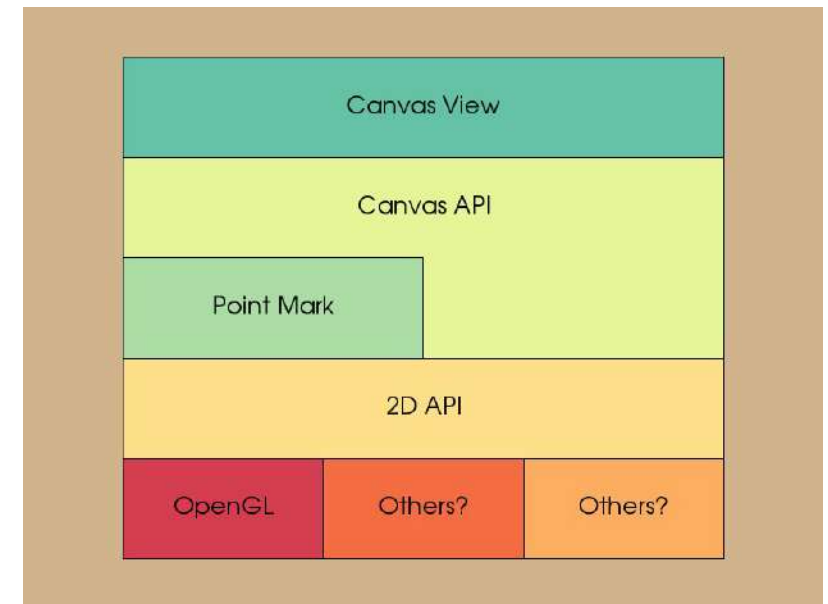 Canvas View
Canvas API
Point Mark
2D API
OpenGL
Others?
Others?